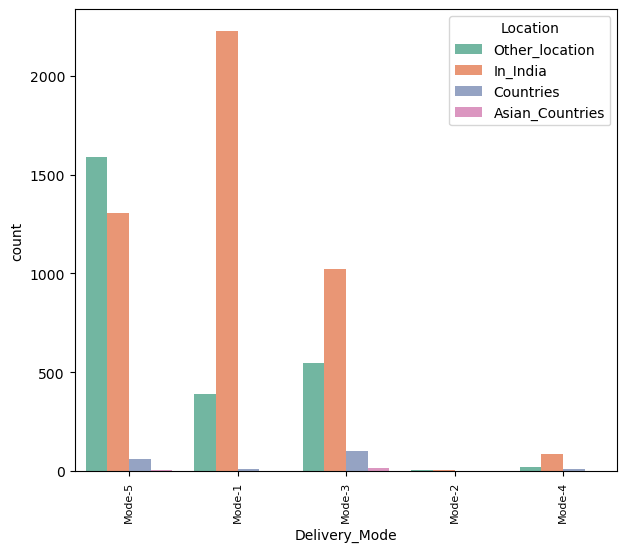 Location
Other_location
In_India
Countries
Asian_Countries
2000
1500
1000
500
0
count
Mode-5
Mode-1
Mode-3
Mode-2
Mode-4
Delivery_Mode